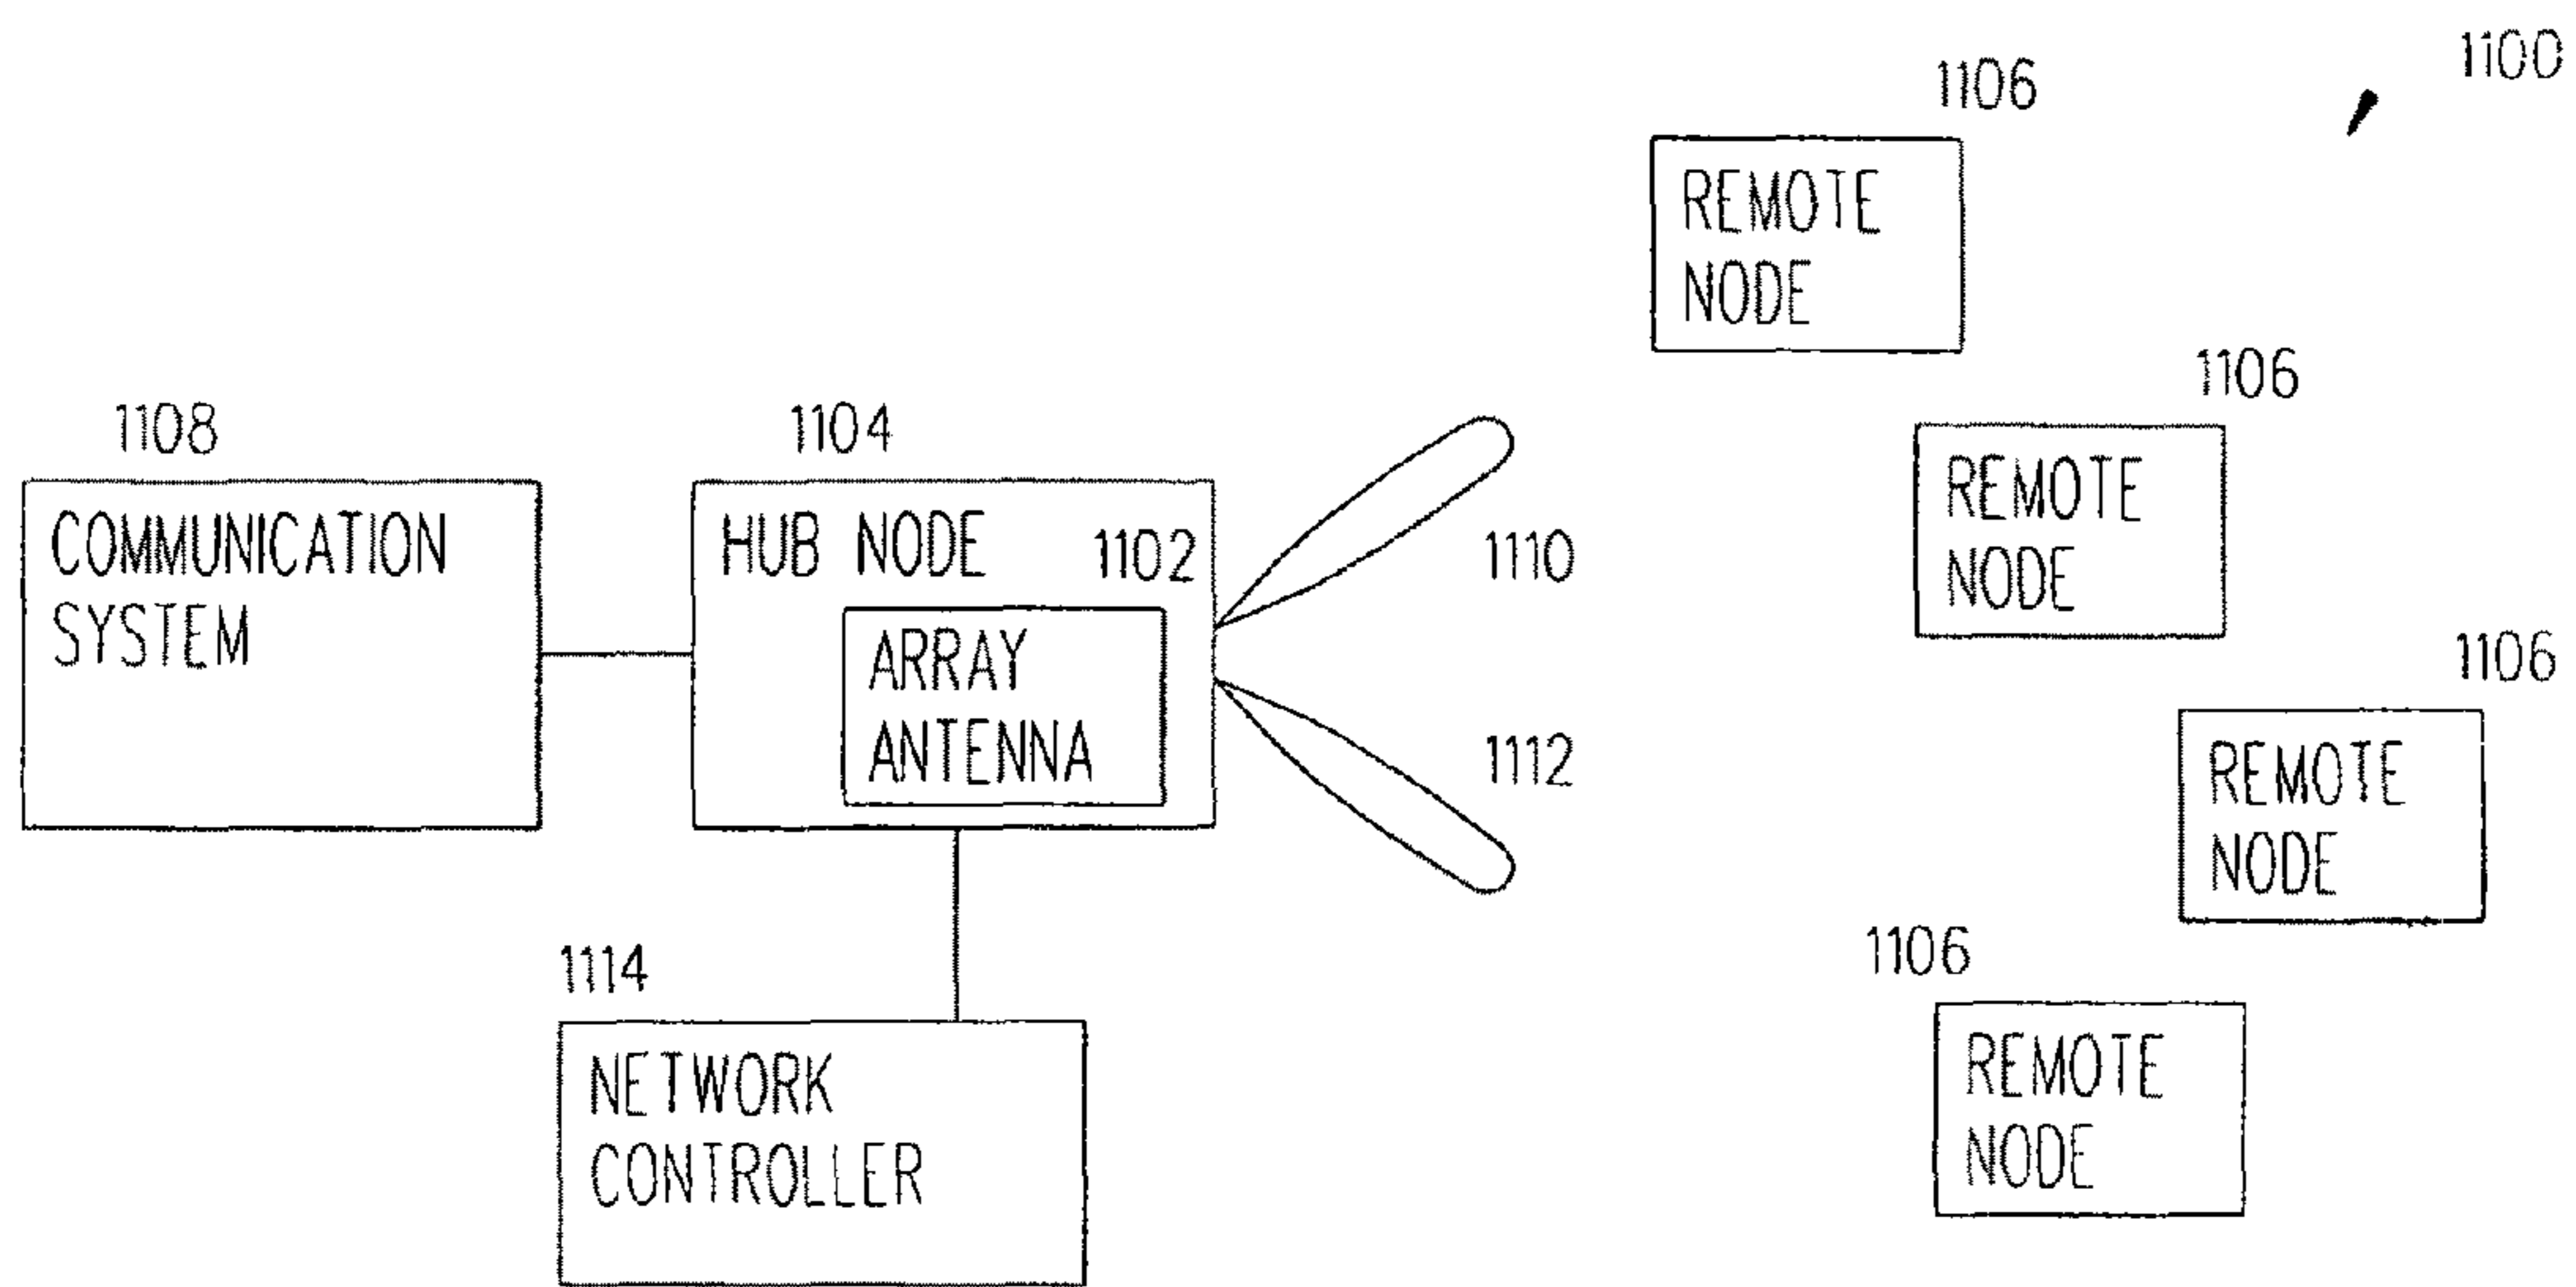 1100
1106
REMOTE
NODE
1106
REMOTE
NODE
1108
COMMUNICATION
SYSTEM
1104
HUB NODE
1102
ARRAY
ANTENNA
1110
1112
1106
REMOTE
NODE
1114
NETWORK
CONTROLLER
1106
REMOTE
NODE